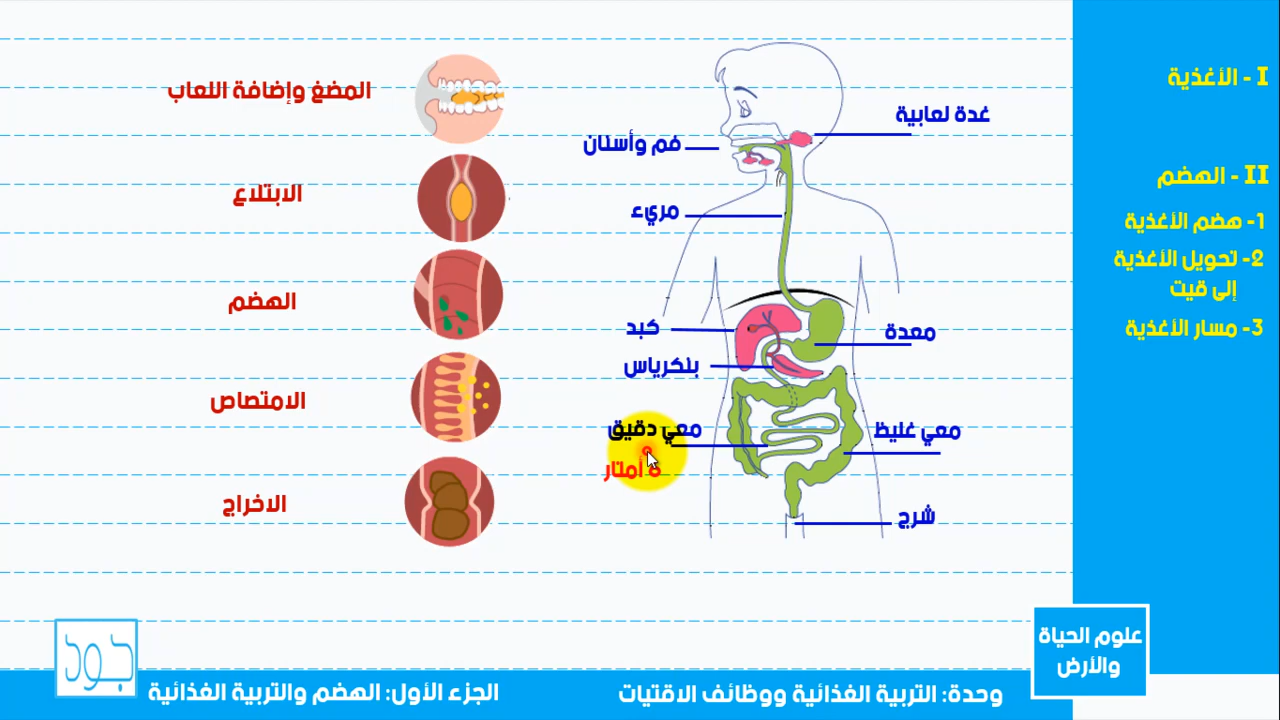 I - الأغذية
II - الهضم
1- هضم الأغذية
2- تحويل الأغذية
إلى قيت
3- مسار الأغذية
غدة لعابية
فم وأسنان
مريء
كبد
معدة
بنكرياس
معي دقيق
6 امتار
معي غليظ
شرج
المضغ وإضافة اللعاب
الابتلاع
الهضم
الامتصاص
الاخراج
علوم الحياة
والأرض
وحدة: التربية الغذائية ووظائف الاقتيات
الجزء الأول: الهضم والتربية الغذائية
جود